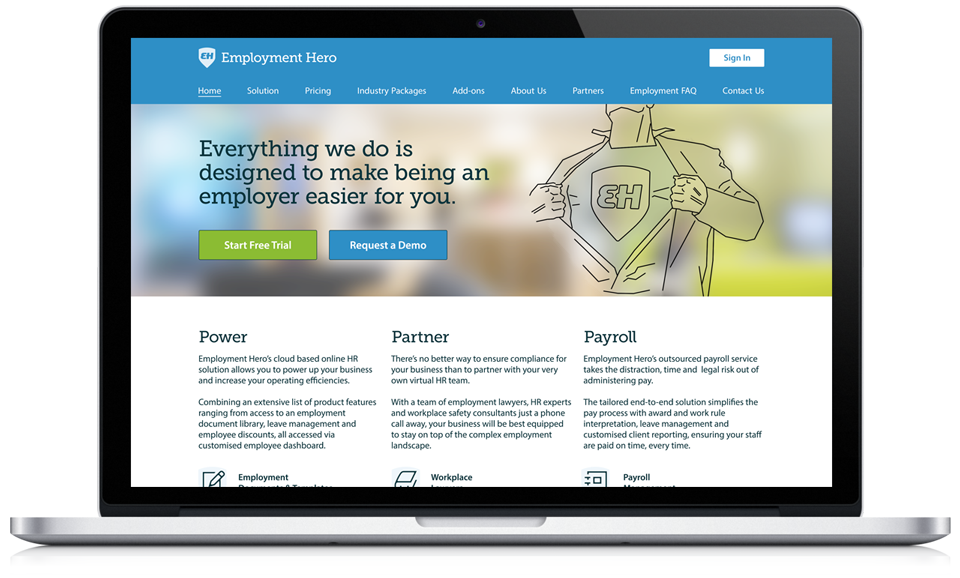 EH Employment Hero
Sign In
Home Solution Pricing Industry Packages Add-ons About Us Partners Employment FAQ Contact Us
Everything we do is
designed to make being an
employer easier for you.
EH
Start Free Trial Request a Demo
Power
Employment Hero's cloud based online HR
solution allows you to power up your business
and increase your operating efficiencies.
Combining an extensive list of product features
ranging from access to an employment
document library, leave management and
employee discounts, all accessed via
customised employee dashboard.
Employment
Partner
There's no better way to ensure compliance for
your business than to partner with your very
own virtual HR team.
With a team of employment lawyers, HR experts
and workplace safety consultants just a phone
call away, your business will be best equipped
to stay on top of the complex employment
landscape.
Workplace
Payroll
Employment Hero's outsourced payroll service
takes the distraction, time and legal risk out of
administering pay.
The tailored end-to-end solution simplifies the
pay process with award and work rule
interpretation, leave management and
customised client reporting, ensuring your staff
are paid on time, every time.
Payroll